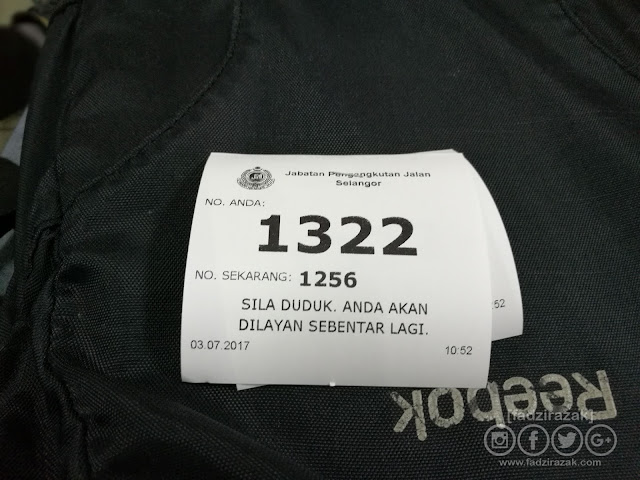 Jabatan Pengangkutan Jalan
Selangor
NO. ANDA:
1322
NO. SEKARANG: 1256
SILA DUDUK. ANDA AKAN
DILAYAN SEBENTAR LAGI.
03.07.2017 10:52
:52
Reebok
[fadzirazak]
www.fadzirazak.com